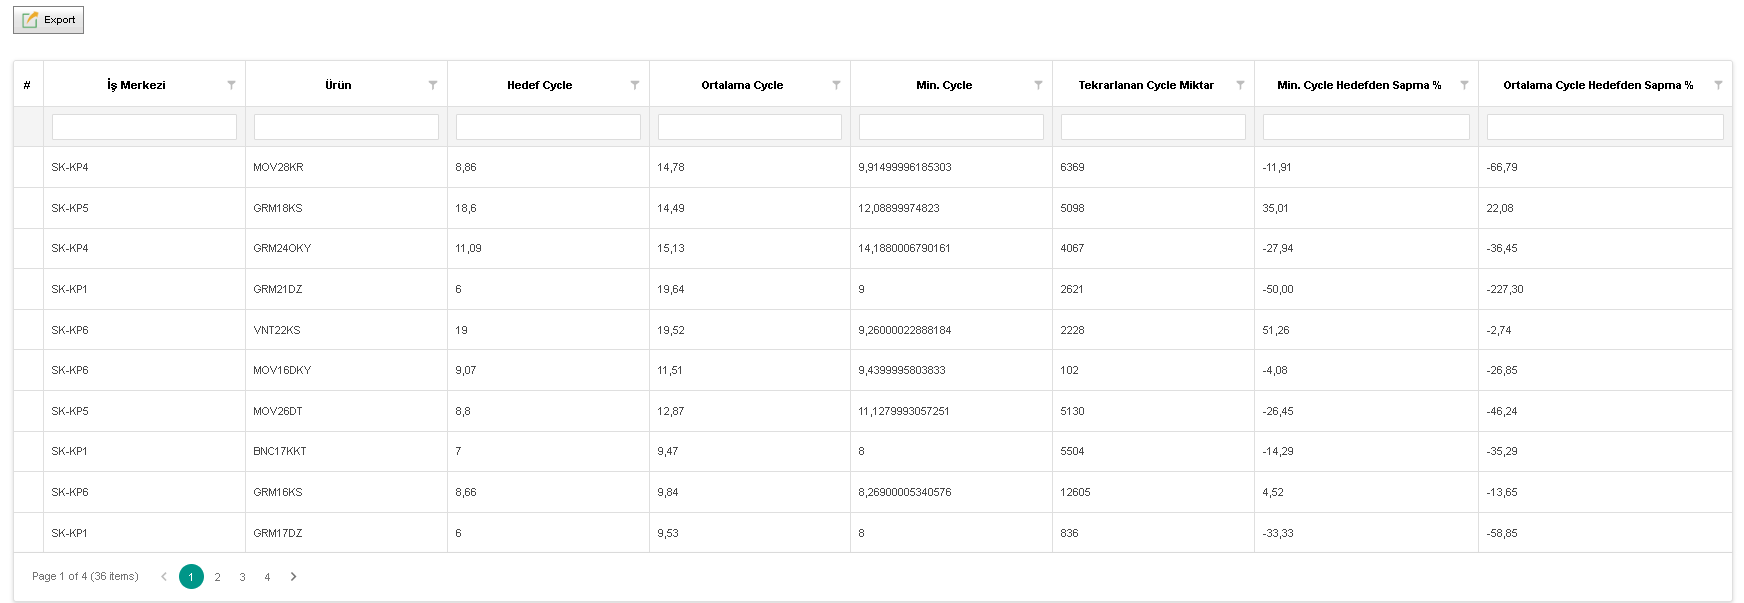 Export
# İş Merkezi Ürün Hedef Cycle Ortalama Cycle Min. Cycle Tekrarlanan Cycle Miktar Min. Cycle Hedefden Sapma % Ortalama Cycle Hedefden Sapma %
SK-KP4 MOV28KR 8,86 14,78 9,91499996185303 6369 -11,91 -66,79
SK-KP5 GRM18KS 18,6 14,49 12,08899974823 5098 35,01 22,08
SK-KP4 GRM24OKY 11,09 15,13 14,1880006790161 4067 -27,94 -36,45
SK-KP1 GRM21DZ 6 19,64 9 2621 -50,00 -227,30
SK-KP6 VNT22KS 19 19,52 9,26000022888184 2228 51,26 -2,74
SK-KP6 MOV16DKY 9,07 11,51 9,4399995803833 102 -4,08 -26,85
SK-KP5 MOV26DT 8,8 12,87 11,1279993057251 5130 -26,45 -46,24
SK-KP1 BNC17KKT 7 9,47 8 5504 -14,29 -35,29
SK-KP6 GRM16KS 8,66 9,84 8,26900005340576 12605 4,52 -13,65
SK-KP1 GRM17DZ 6 9,53 8 836 -33,33 -58,85
Page 1 of 4 (36 items) 1 2 3 4